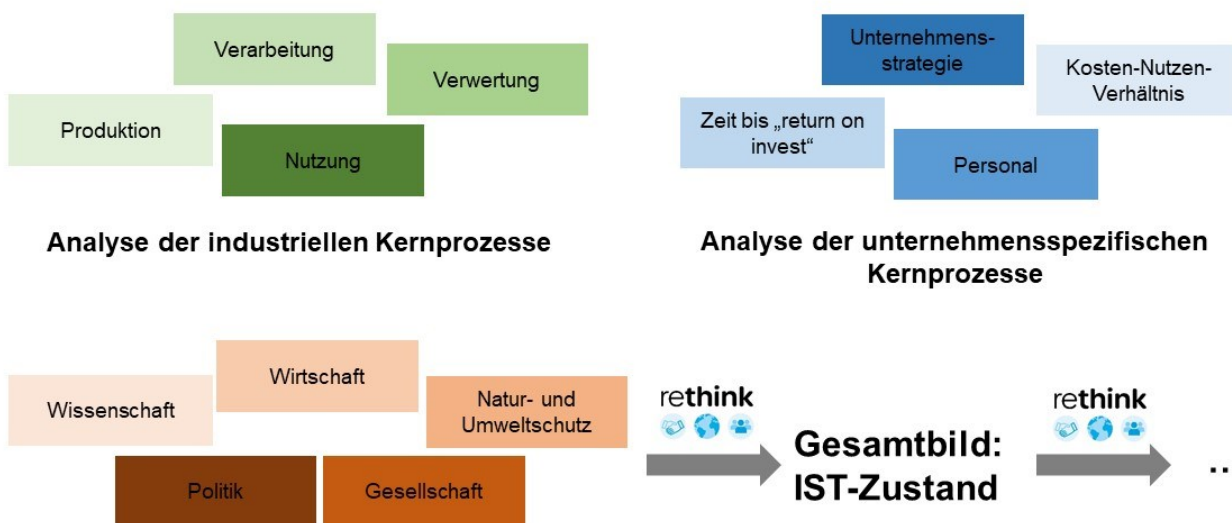 Verarbeitung
Verwertung
Produktion
Nutzung
Analyse der industriellen Kernprozesse
Unternehmens-
strategie
Kosten-Nutzen-
Verhältnis
Zeit bis „return on
invest“
Personal
Analyse der unternehmensspezifischen
Kernprozesse
Wissenschaft
Wirtschaft
Natur- und
Umweltschutz
Politik
Gesellschaft
rethink
Gesamtbild:
IST-Zustand
rethink
...